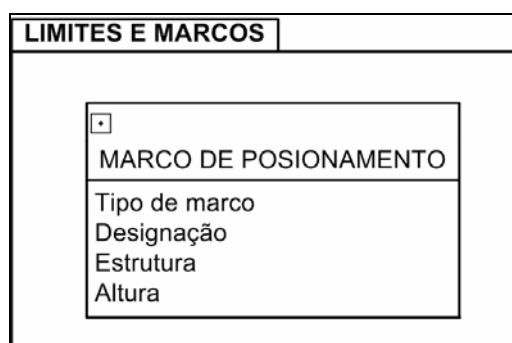 LIMITES E MARCOS
MARCO DE POSIONAMENTO
Tipo de marco
Designação
Estrutura
Altura